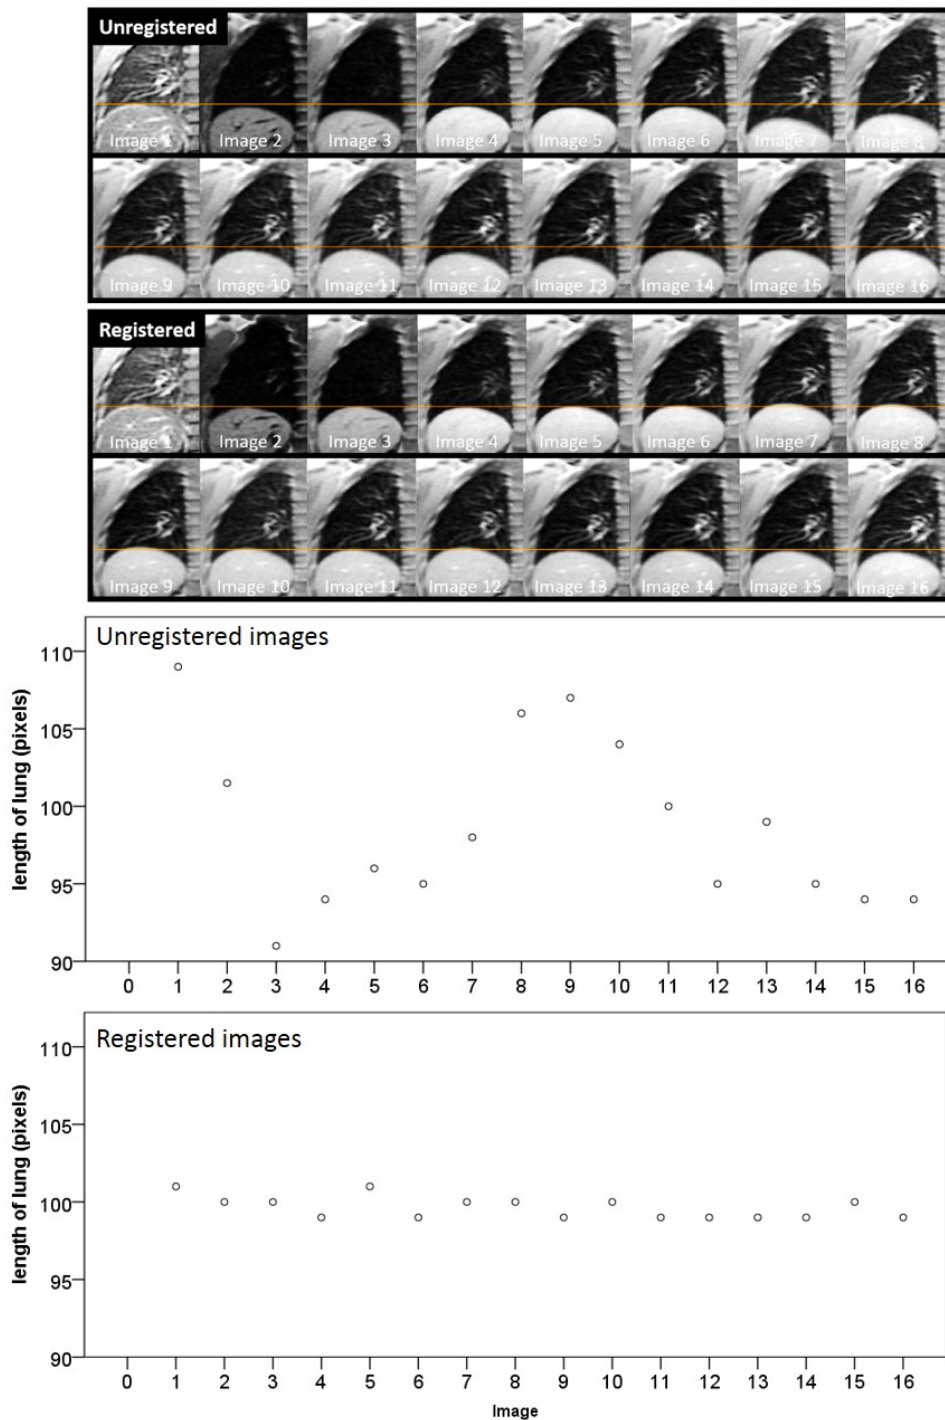 Unregistered
Image 1 Image 2 Image 3 Image 4 Image 5 Image 6 Image 7 Image 8
Image 9 Image 10 Image 11 Image 12 Image 13 Image 14 Image 15 Image 16
Registered
Image 1 Image 2 Image 3 Image 4 Image 5 Image 6 Image 7 Image 8
Image 9 Image 10 Image 11 Image 12 Image 13 Image 14 Image 15 Image 16
Unregistered images
length of lung (pixels)
110
105
100
95
90
0 1 2 3 4 5 6 7 8 9 10 11 12 13 14 15 16
Registered images
length of lung (pixels)
110
105
100
95
90
0 1 2 3 4 5 6 7 8 9 10 11 12 13 14 15 16
Image